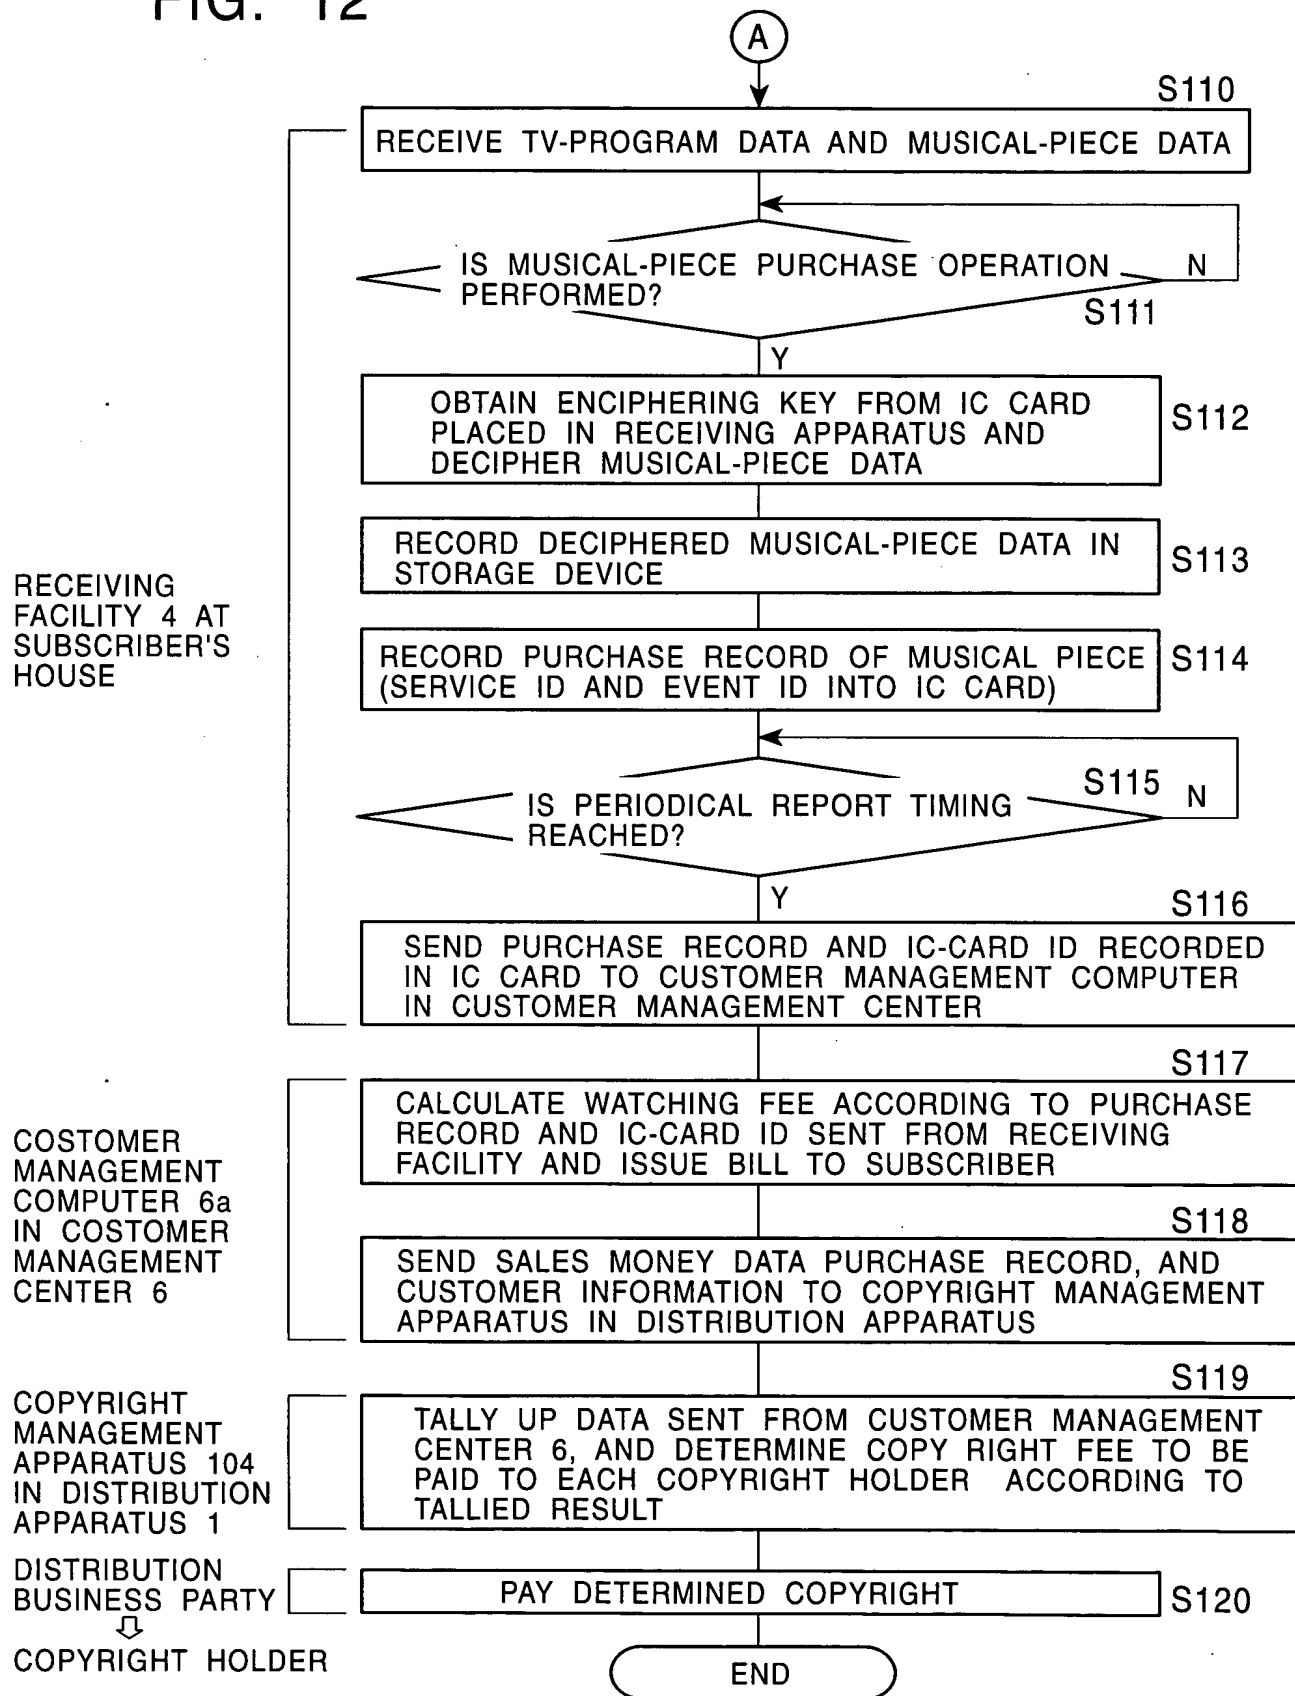 FIG. 12
A
S110
RECEIVE TV-PROGRAM DATA AND MUSICAL-PIECE DATA
IS MUSICAL-PIECE PURCHASE OPERATION
PERFORMED?
N
S111
Y
OBTAIN ENCIPHERING KEY FROM IC CARD
PLACED IN RECEIVING APPARATUS AND
DECIPHER MUSICAL-PIECE DATA
S112
RECORD DECIPHERED MUSICAL-PIECE DATA IN
STORAGE DEVICE
S113
RECEIVING
FACILITY 4 AT
SUBSCRIBER'S
HOUSE
RECORD PURCHASE RECORD OF MUSICAL PIECE
(SERVICE ID AND EVENT ID INTO IC CARD)
S114
S115
N
IS PERIODICAL REPORT TIMING
REACHED?
Y
S116
SEND PURCHASE RECORD AND IC-CARD ID RECORDED
IN IC CARD TO CUSTOMER MANAGEMENT COMPUTER
IN CUSTOMER MANAGEMENT CENTER
S117
CALCULATE WATCHING FEE ACCORDING TO PURCHASE
RECORD AND IC-CARD ID SENT FROM RECEIVING
FACILITY AND ISSUE BILL TO SUBSCRIBER
COSTOMER
MANAGEMENT
COMPUTER 6a
IN COSTOMER
MANAGEMENT
CENTER 6
S118
SEND SALES MONEY DATA PURCHASE RECORD, AND
CUSTOMER INFORMATION TO COPYRIGHT MANAGEMENT
APPARATUS IN DISTRIBUTION APPARATUS
S119
COPYRIGHT
MANAGEMENT
APPARATUS 104
IN DISTRIBUTION
APPARATUS 1
TALLY UP DATA SENT FROM CUSTOMER MANAGEMENT
CENTER 6, AND DETERMINE COPY RIGHT FEE TO BE
PAID TO EACH COPYRIGHT HOLDER ACCORDING TO
TALLIED RESULT
DISTRIBUTION
BUSINESS PARTY
⇩
COPYRIGHT HOLDER
PAY DETERMINED COPYRIGHT
S120
END